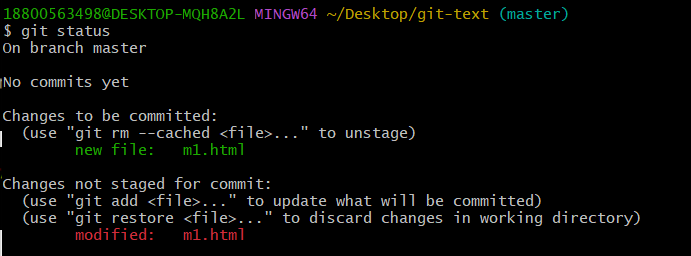 18800563498@DESKTOP-MQH8A2L MINGW64 ~/Desktop/git-text (master)
$ git status
On branch master
No commits yet
Changes to be committed:
  (use "git rm --cached <file>..." to unstage)
        new file:   m1.html
Changes not staged for commit:
  (use "git add <file>..." to update what will be committed)
  (use "git restore <file>..." to discard changes in working directory)
        modified:   m1.html